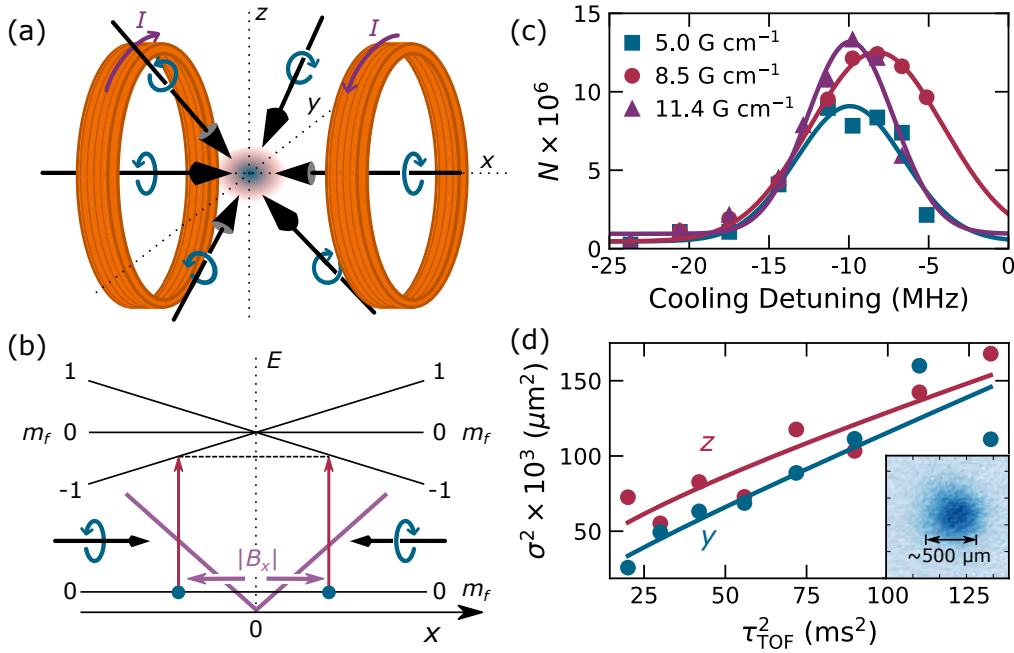 (a)
I
z
I
y
x
(b)
E
1
1
m_f 0
0 m_f
-1
-1
|B_x|
0
0 m_f
0
x
(c)
5.0 G cm⁻¹
8.5 G cm⁻¹
11.4 G cm⁻¹
N × 10⁶
15
10
5
0
-25 -20 -15 -10 -5 0
Cooling Detuning (MHz)
(d)
σ² × 10³ (μm²)
150
100
50
z
y
~500 μm
25 50 75 100 125
τ²_TOF (ms²)